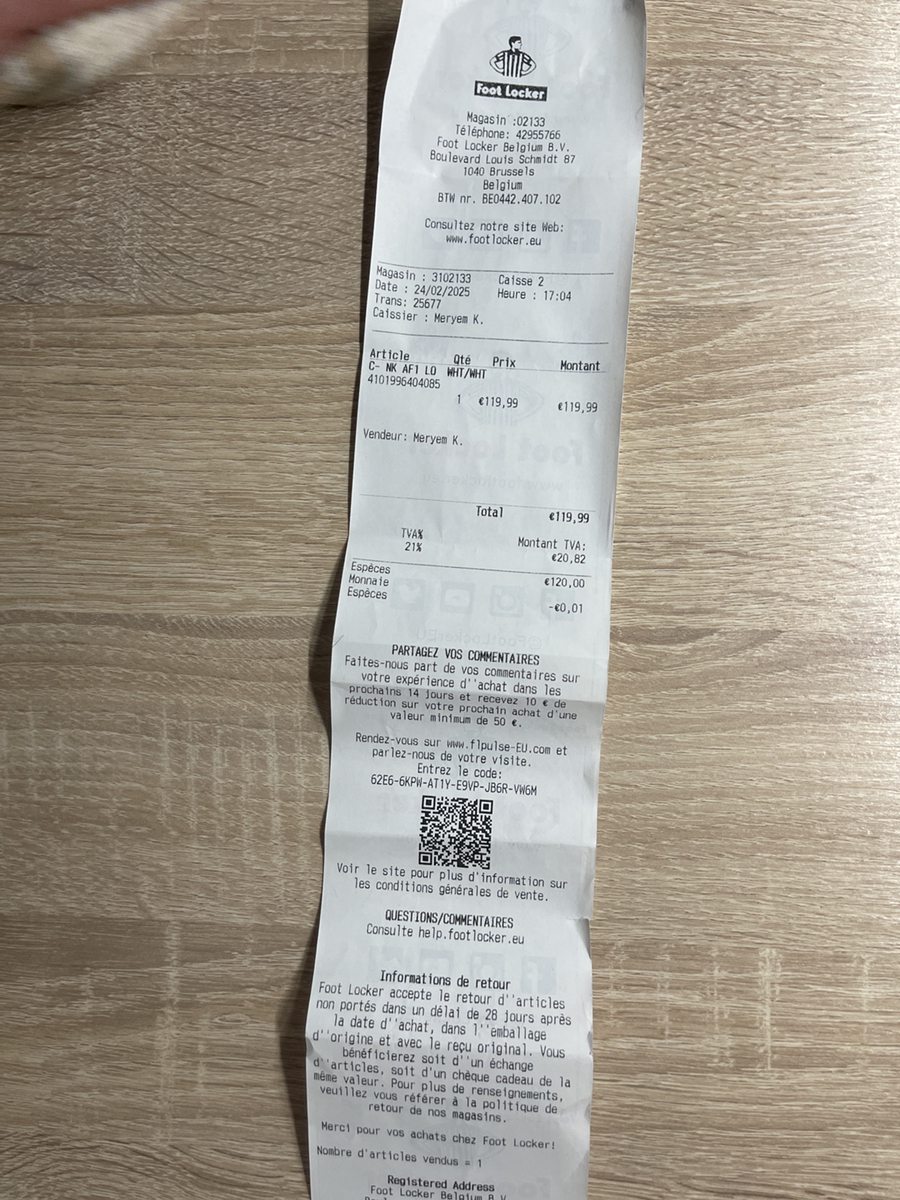 Foot Locker
Magasin :02133
Téléphone: 42955766
Foot Locker Belgium B.V.
Boulevard Louis Schmidt 87
1040 Brussels
Belgium
BTW nr. BE0442.407.102
Consultez notre site Web:
www.footlocker.eu
Magasin : 3102133 Caisse 2
Date : 24/02/2025 Heure : 17:04
Trans: 25677
Caissier : Meryem K.
Article Qté Prix Montant
C- NK AF1 LO WHT/WHT
4101996404085
1 €119,99 €119,99
Vendeur: Meryem K.
Total €119,99
TVA% Montant TVA:
21% €20,82
Espèces €120,00
Monnaie
Espèces -€0,01
PARTAGEZ VOS COMMENTAIRES
Faites-nous part de vos commentaires sur
votre expérience d''achat dans les
prochains 14 jours et recevez 10 € de
réduction sur votre prochain achat d'une
valeur minimum de 50 €.
Rendez-vous sur www.flpulse-EU.com et
parlez-nous de votre visite.
Entrez le code:
62E6-6KPW-AT1Y-E9VP-JB6R-VW6M
Voir le site pour plus d'information sur
les conditions générales de vente.
QUESTIONS/COMMENTAIRES
Consulte help.footlocker.eu
Informations de retour
Foot Locker accepte le retour d''articles
non portés dans un délai de 28 jours après
la date d''achat, dans l''emballage
d''origine et avec le reçu original. Vous
bénéficierez soit d''un échange
d''articles, soit d'un chèque cadeau de la
même valeur. Pour plus de renseignements,
veuillez vous référer à la politique de
retour de nos magasins.
Merci pour vos achats chez Foot Locker!
Nombre d'articles vendus = 1
Registered Address
Foot Locker Belgium B.V.